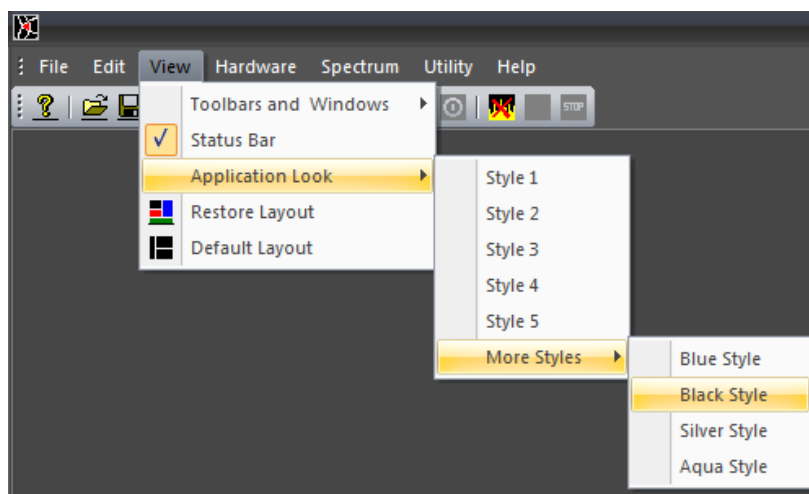 File Edit View Hardware Spectrum Utility Help
Toolbars and Windows
STOP
Status Bar
Application Look
Restore Layout
Default Layout
Style 1
Style 2
Style 3
Style 4
Style 5
More Styles
Blue Style
Black Style
Silver Style
Aqua Style